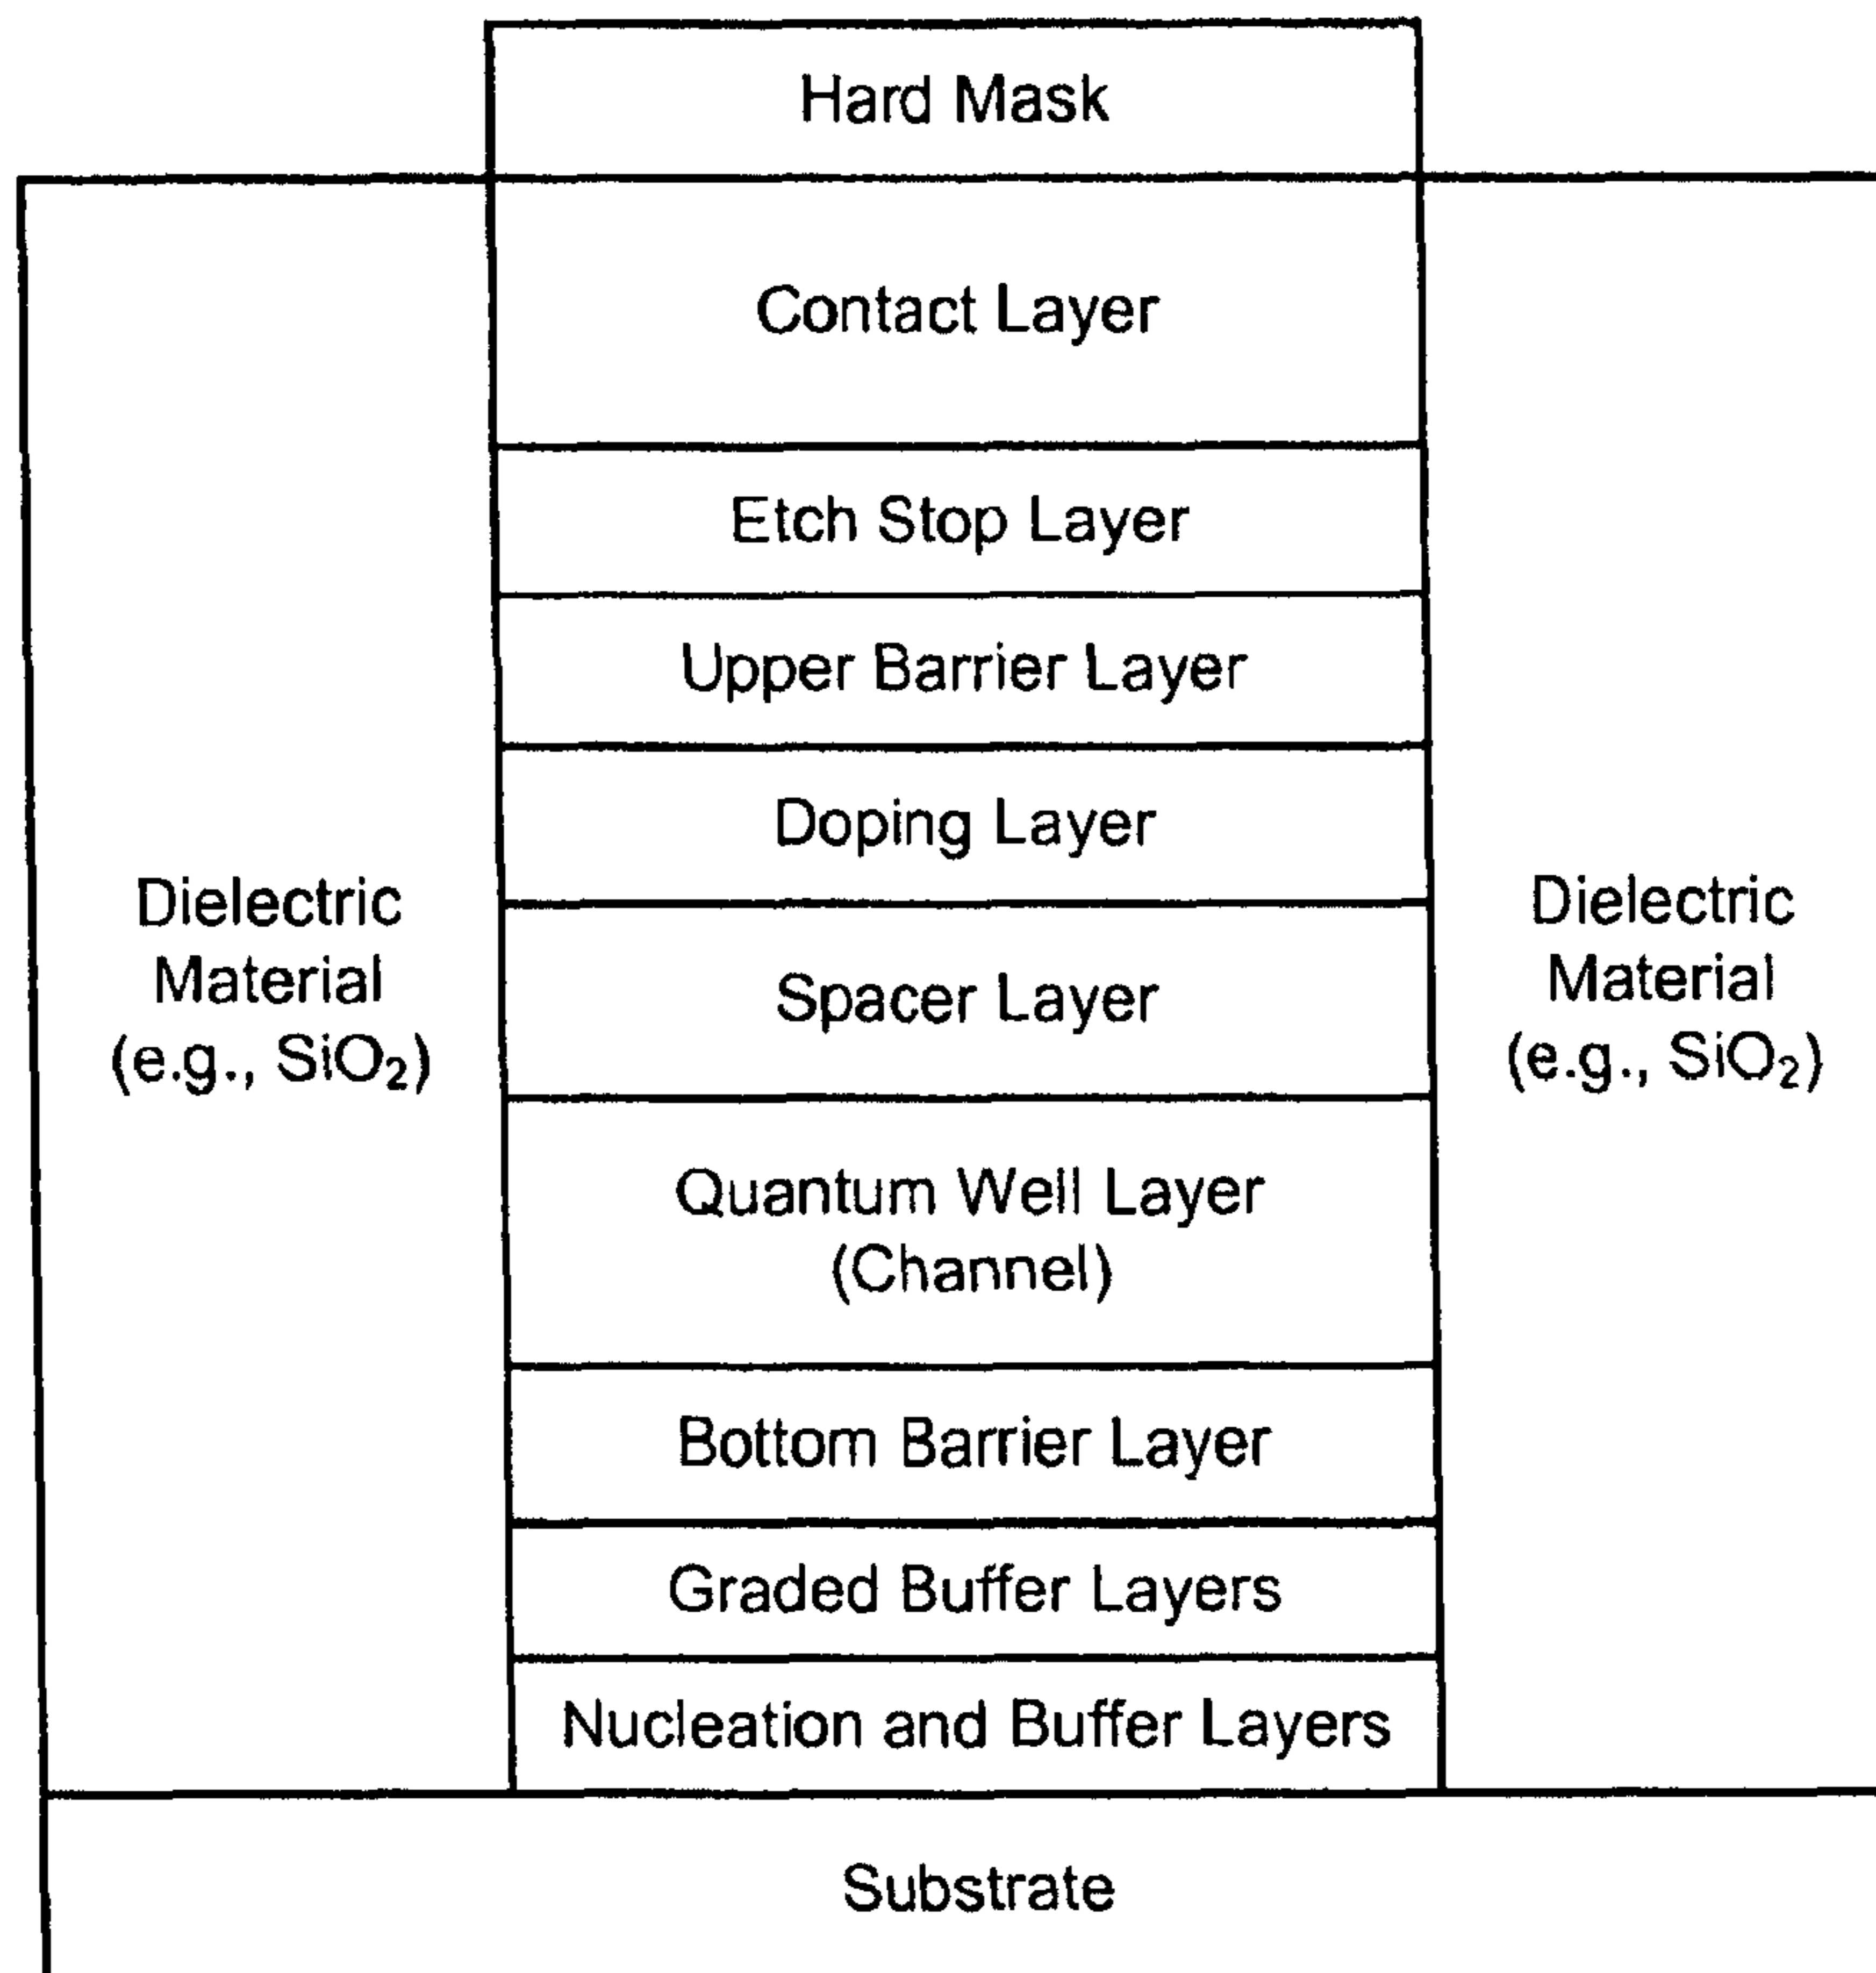 Hard Mask
Contact Layer
Etch Stop Layer
Upper Barrier Layer
Doping Layer
Dielectric
Material
(e.g., SiO₂)
Spacer Layer
Dielectric
Material
(e.g., SiO₂)
Quantum Well Layer
(Channel)
Bottom Barrier Layer
Graded Buffer Layers
Nucleation and Buffer Layers
Substrate